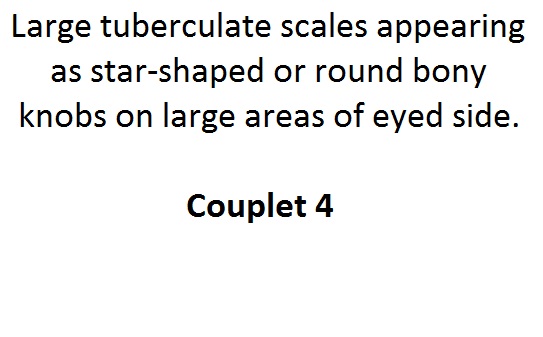 Large tuberculate scales appearing
as star-shaped or round bony
knobs on large areas of eyed side.
Couplet 4